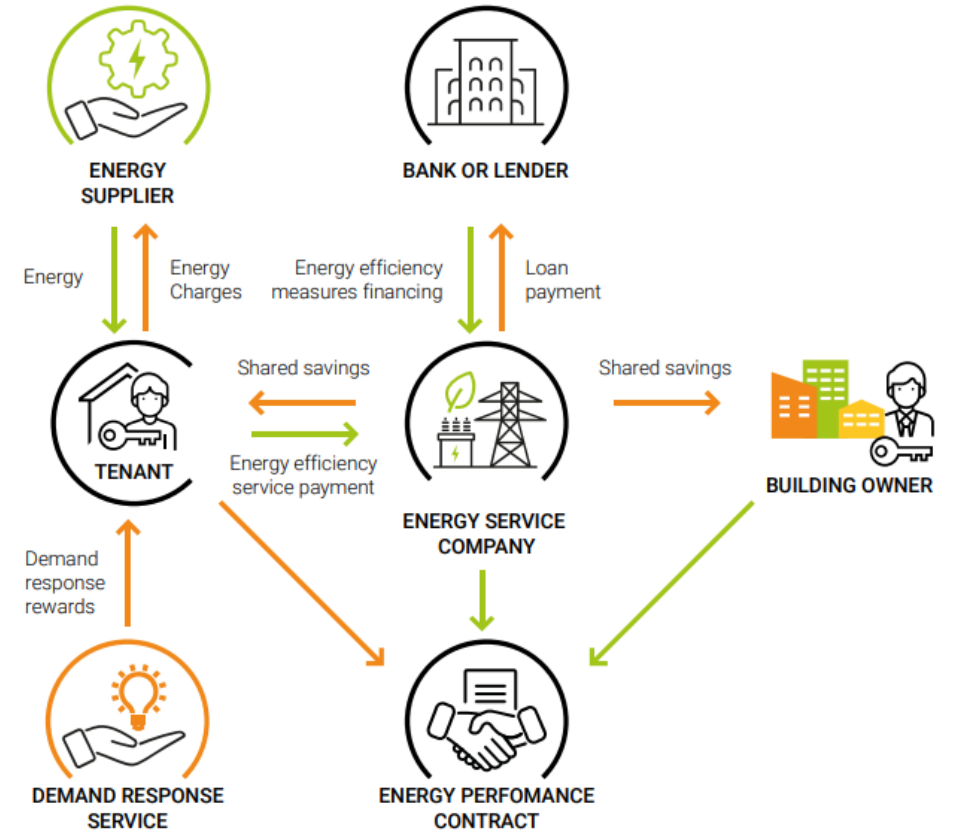 ENERGY
SUPPLIER
BANK OR LENDER
Energy
Energy
Charges
Energy efficiency
measures financing
Loan
payment
Shared savings
Shared savings
TENANT
Energy efficiency
service payment
BUILDING OWNER
ENERGY SERVICE
COMPANY
Demand
response
rewards
DEMAND RESPONSE
SERVICE
ENERGY PERFOMANCE
CONTRACT